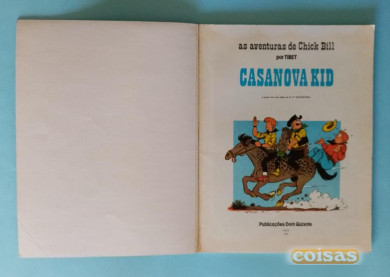 as aventuras de Chick Bill
por TIBET
CASANOVA KID
Publicações Dom Quixote
coisas